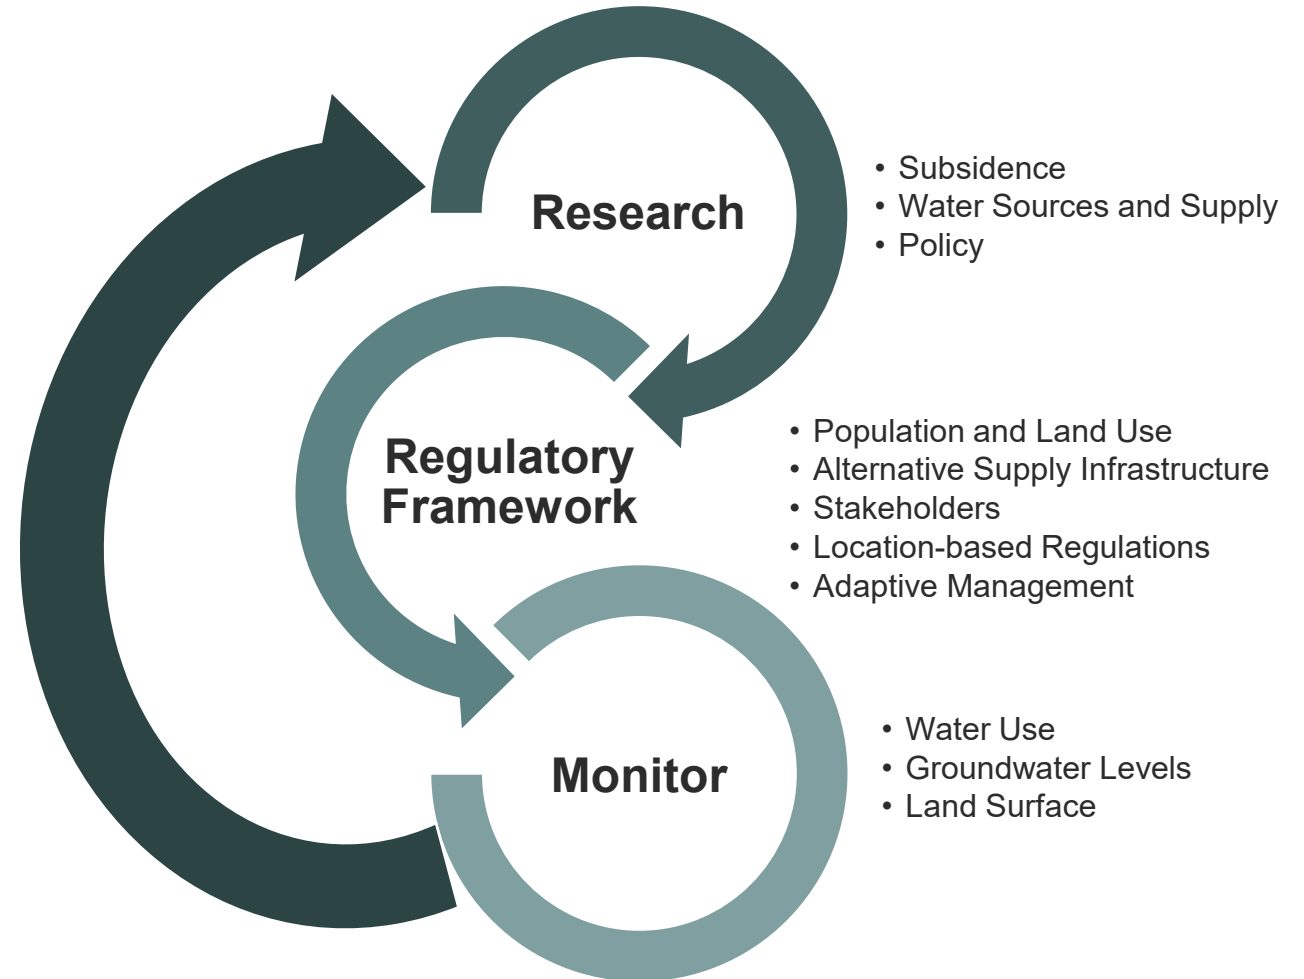 Research
• Subsidence
• Water Sources and Supply
• Policy
Regulatory
Framework
• Population and Land Use
• Alternative Supply Infrastructure
• Stakeholders
• Location-based Regulations
• Adaptive Management
Monitor
• Water Use
• Groundwater Levels
• Land Surface